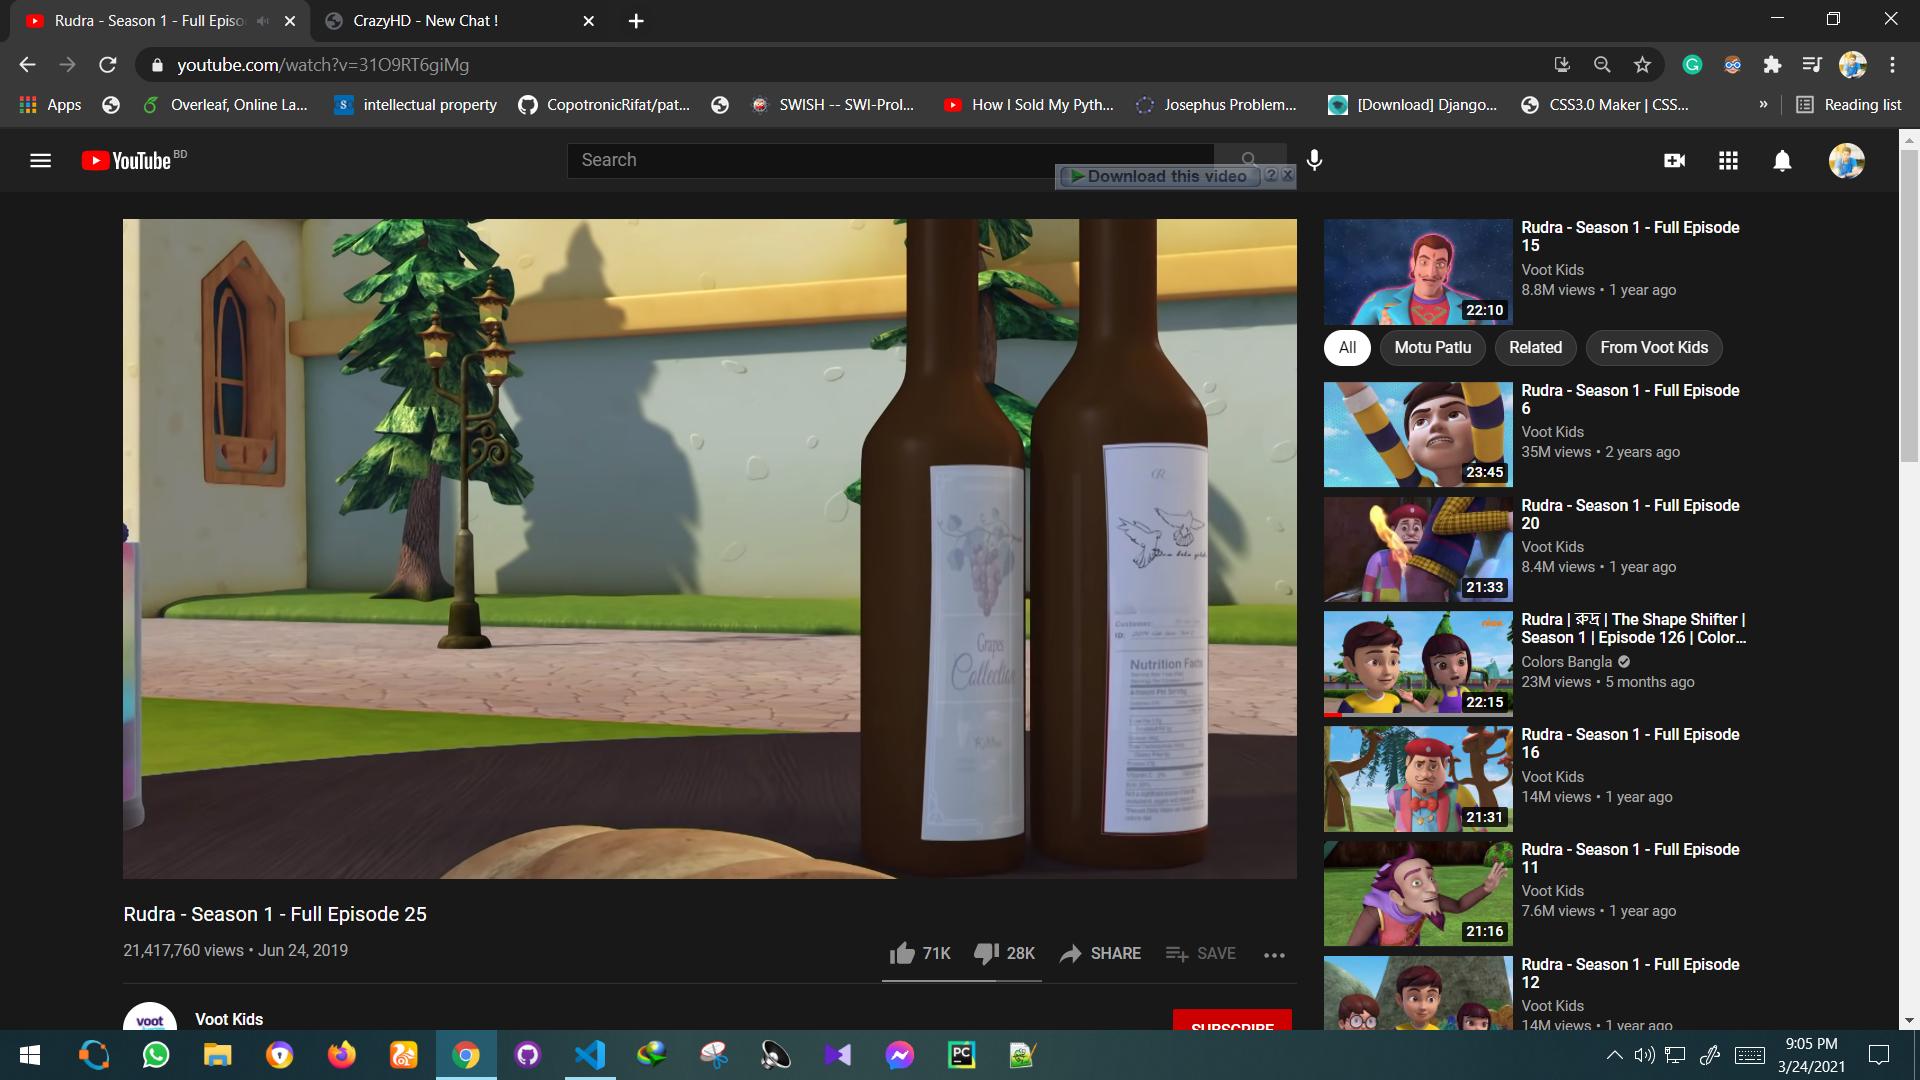 Rudra - Season 1 - Full Episo
CrazyHD - New Chat !
youtube.com/watch?v=31O9RT6giMg
Apps
Overleaf, Online La...
intellectual property
CopotronicRifat/pat...
SWISH -- SWI-Prol...
How I Sold My Pyth...
Josephus Problem...
[Download] Django...
CSS3.0 Maker | CSS...
»
Reading list
YouTube BD
Search
Download this video
Grapes
Collection
Customer:
ID:
Nutrition Facts
Rudra - Season 1 - Full Episode 25
21,417,760 views • Jun 24, 2019
71K
28K
SHARE
SAVE
voot
Voot Kids
SUBSCRIBE
Rudra - Season 1 - Full Episode
15
Voot Kids
8.8M views • 1 year ago
22:10
All
Motu Patlu
Related
From Voot Kids
Rudra - Season 1 - Full Episode
6
Voot Kids
35M views • 2 years ago
23:45
Rudra - Season 1 - Full Episode
20
Voot Kids
8.4M views • 1 year ago
21:33
Rudra | রুদ্র | The Shape Shifter |
Season 1 | Episode 126 | Color...
Colors Bangla
23M views • 5 months ago
22:15
Rudra - Season 1 - Full Episode
16
Voot Kids
14M views • 1 year ago
21:31
Rudra - Season 1 - Full Episode
11
Voot Kids
7.6M views • 1 year ago
21:16
Rudra - Season 1 - Full Episode
12
Voot Kids
14M views • 1 year ago
PC
9:05 PM
3/24/2021